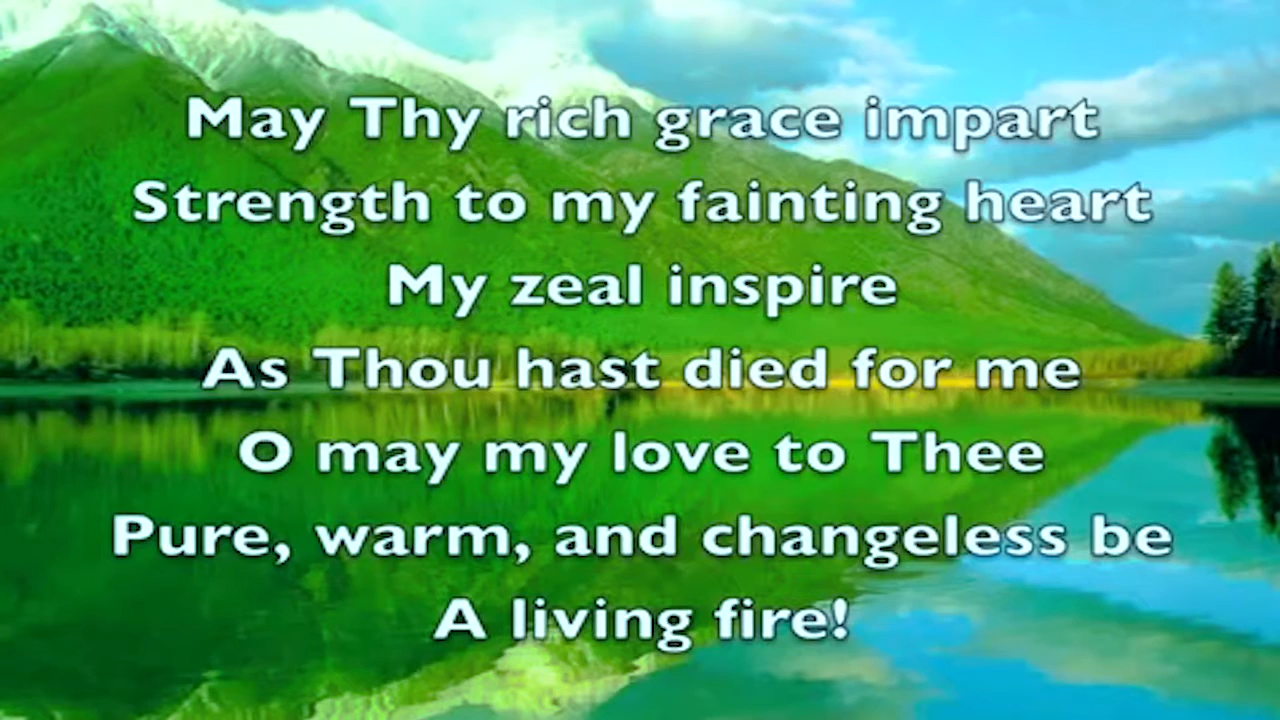 May Thy rich grace impart
Strength to my fainting heart
My zeal inspire
As Thou hast died for me
O may my love to Thee
Pure, warm, and changeless be
A living fire!